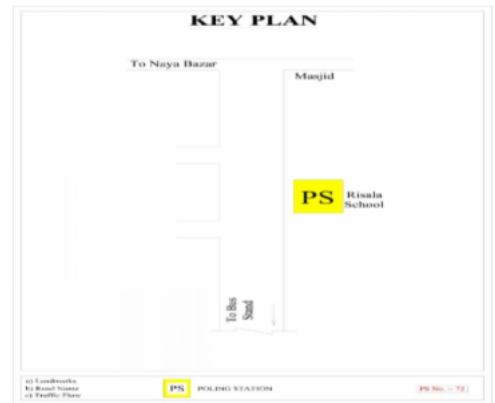 KEY PLAN
To Naya Bazar
Masjid
PS
Risala
School
To Bus
Stand
a) Landmarks
b) Road Name
c) Traffic Flow
PS
POLING STATION
PS No. :- 72